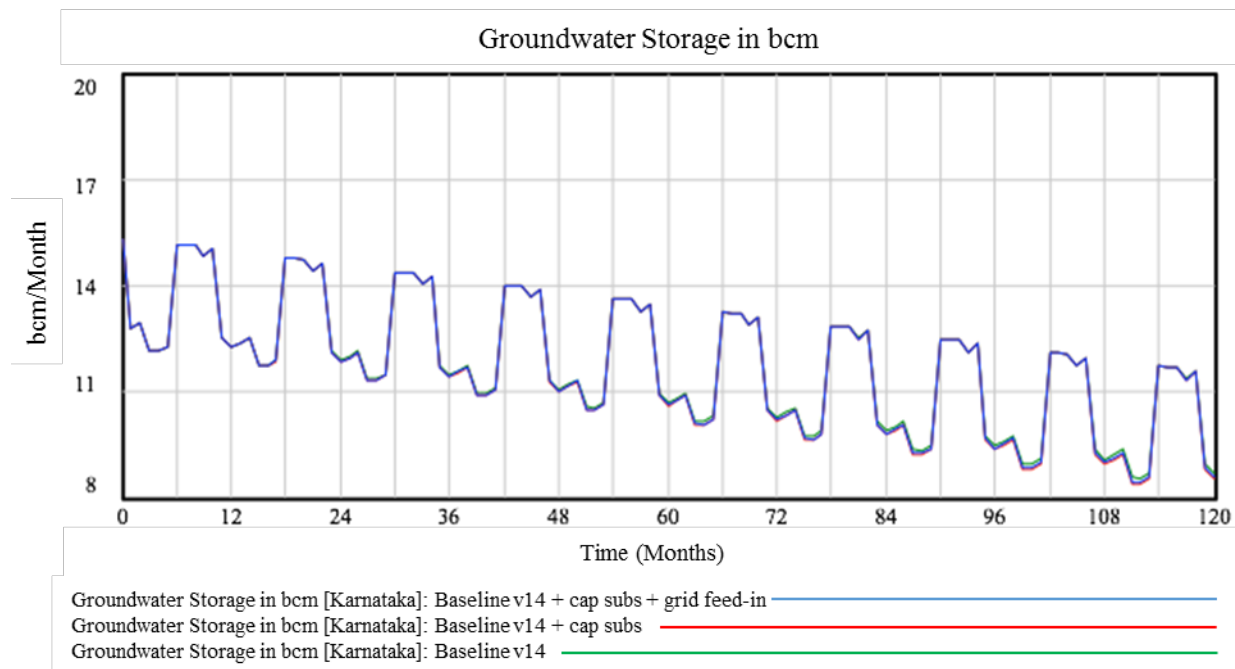 Groundwater Storage in bcm
20
17
14
11
8
bcm/Month
0 12 24 36 48 60 72 84 96 108 120
Time (Months)
Groundwater Storage in bcm [Karnataka]: Baseline v14 + cap subs + grid feed-in
Groundwater Storage in bcm [Karnataka]: Baseline v14 + cap subs
Groundwater Storage in bcm [Karnataka]: Baseline v14